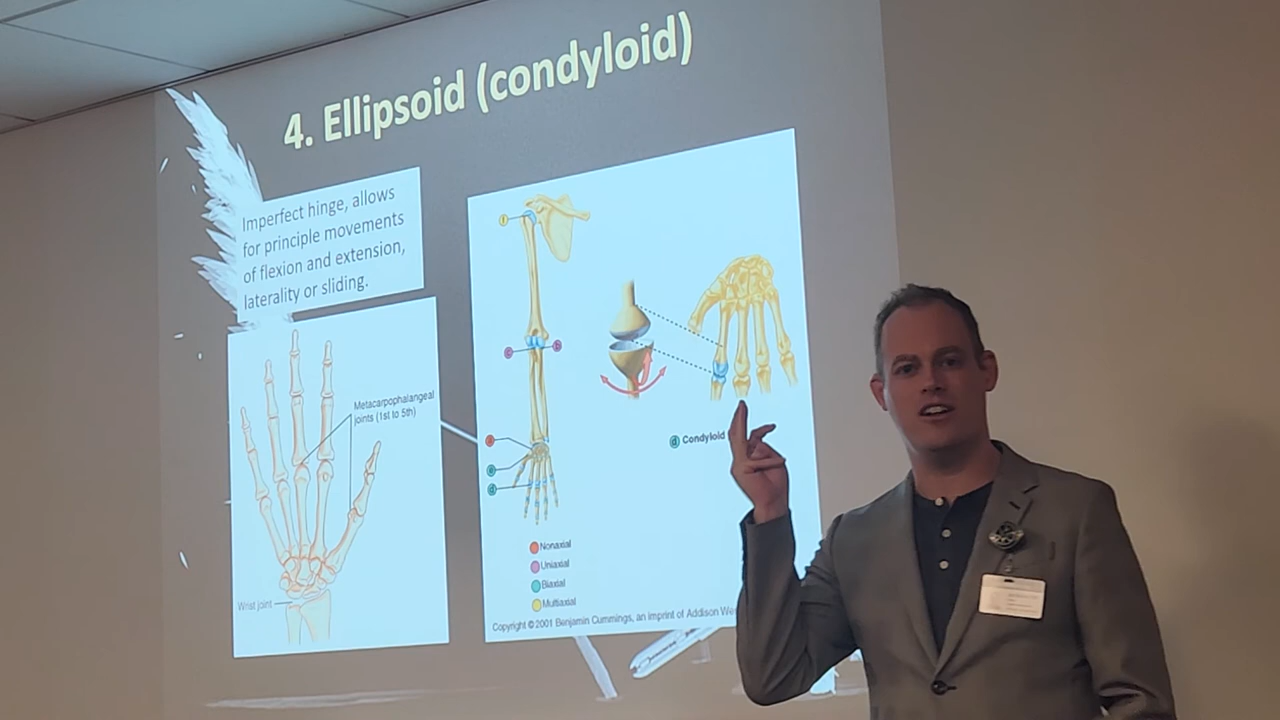 4. Ellipsoid (condyloid)
Imperfect hinge, allows
for principle movements
of flexion and extension,
laterality or sliding.
Metacarpophalangeal
joints (1st to 5th)
Wrist joint
f
c
b
a
e
d
d Condyloid
Nonaxial
Uniaxial
Biaxial
Multiaxial
Copyright © 2001 Benjamin Cummings, an imprint of Addison We